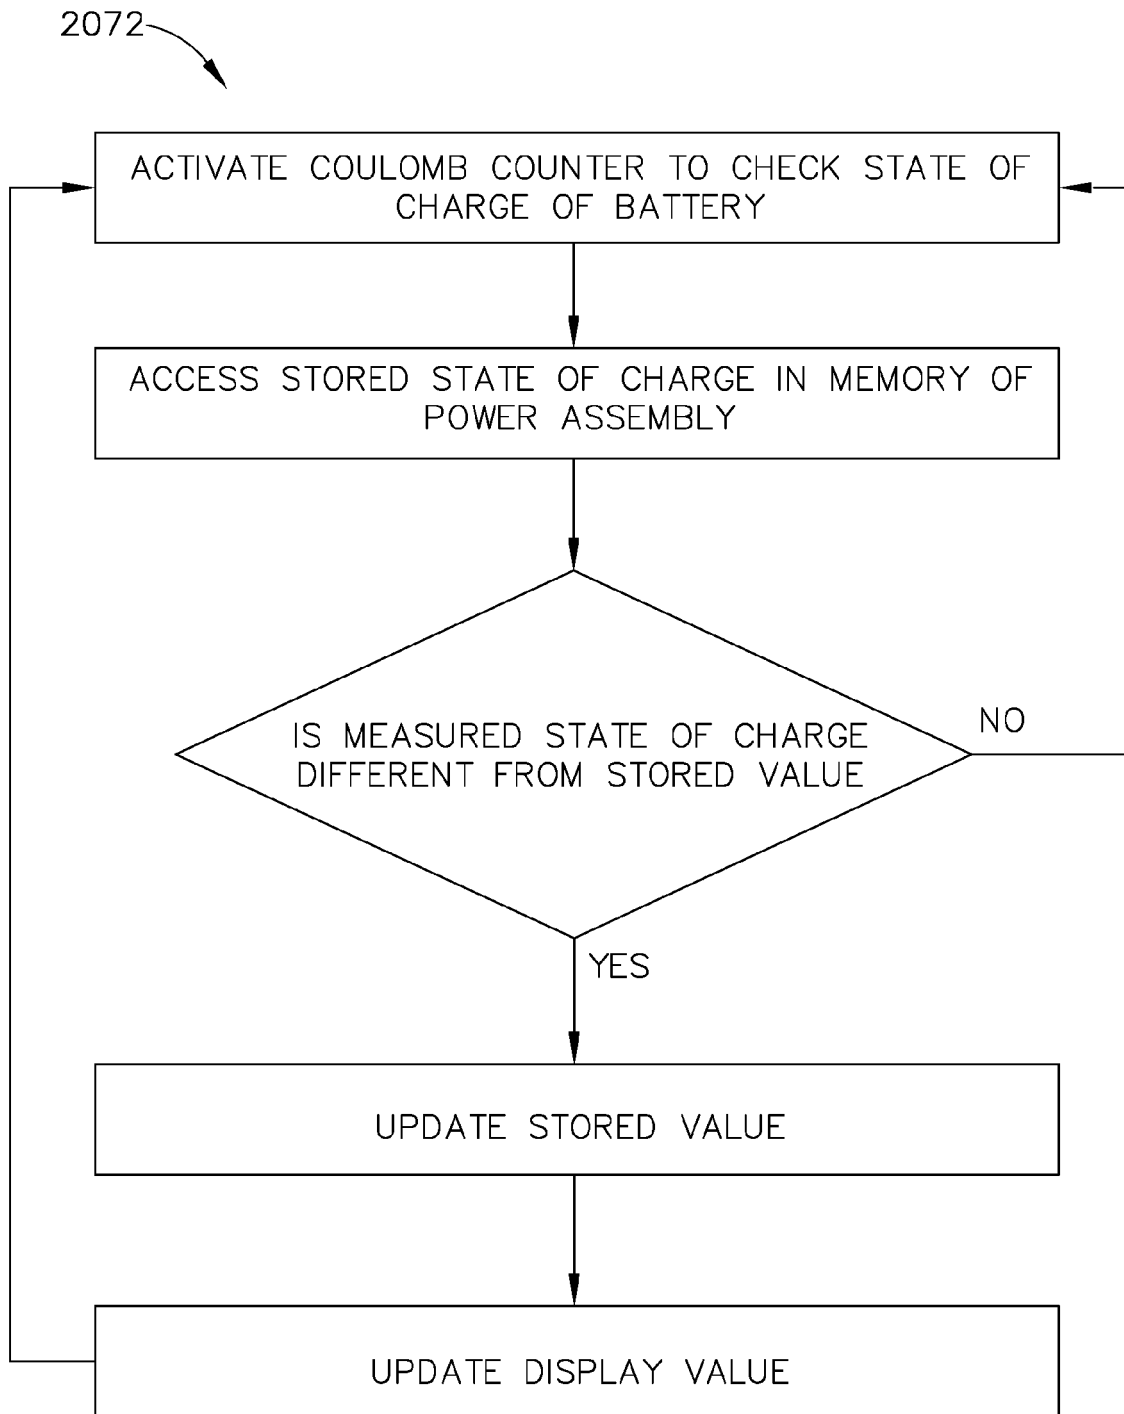 2072
ACTIVATE COULOMB COUNTER TO CHECK STATE OF
CHARGE OF BATTERY
ACCESS STORED STATE OF CHARGE IN MEMORY OF
POWER ASSEMBLY
IS MEASURED STATE OF CHARGE
DIFFERENT FROM STORED VALUE
NO
YES
UPDATE STORED VALUE
UPDATE DISPLAY VALUE